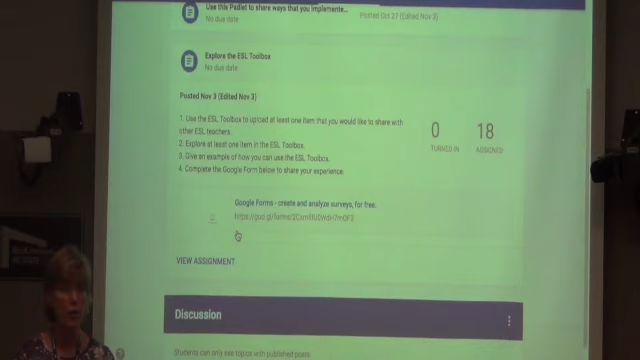 Use this Padlet to share ways that you implemente...
No due date
Posted Oct 27 (Edited Nov 3)
Explore the ESL Toolbox
No due date
Posted Nov 3 (Edited Nov 3)
1. Use the ESL Toolbox to upload at least one item that you would like to share with
other ESL teachers.
2. Explore at least one item in the ESL Toolbox.
3. Give an example of how you can use the ESL Toolbox.
4. Complete the Google Form below to share your experience.
0
TURNED IN
18
ASSIGNED
Google Forms - create and analyze surveys, for free.
VIEW ASSIGNMENT
Discussion
Students can only see topics with published posts